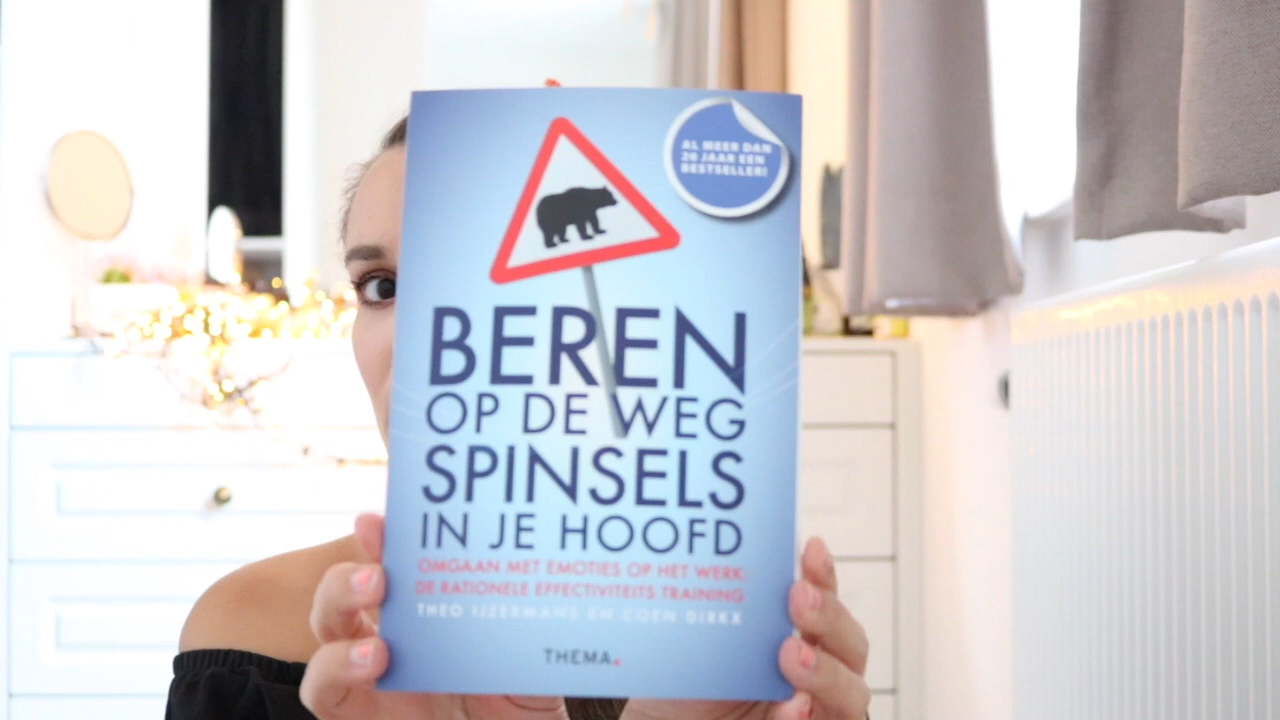 AL MEER DAN
20 JAAR EEN
BESTSELLER!
BEREN
OP DE WEG
SPINSELS
IN JE HOOFD
OMGAAN MET EMOTIES OP HET WERK:
DE RATIONELE EFFECTIVITEITS TRAINING
THEO IJZERMANS EN COEN DIRKX
THEMA.